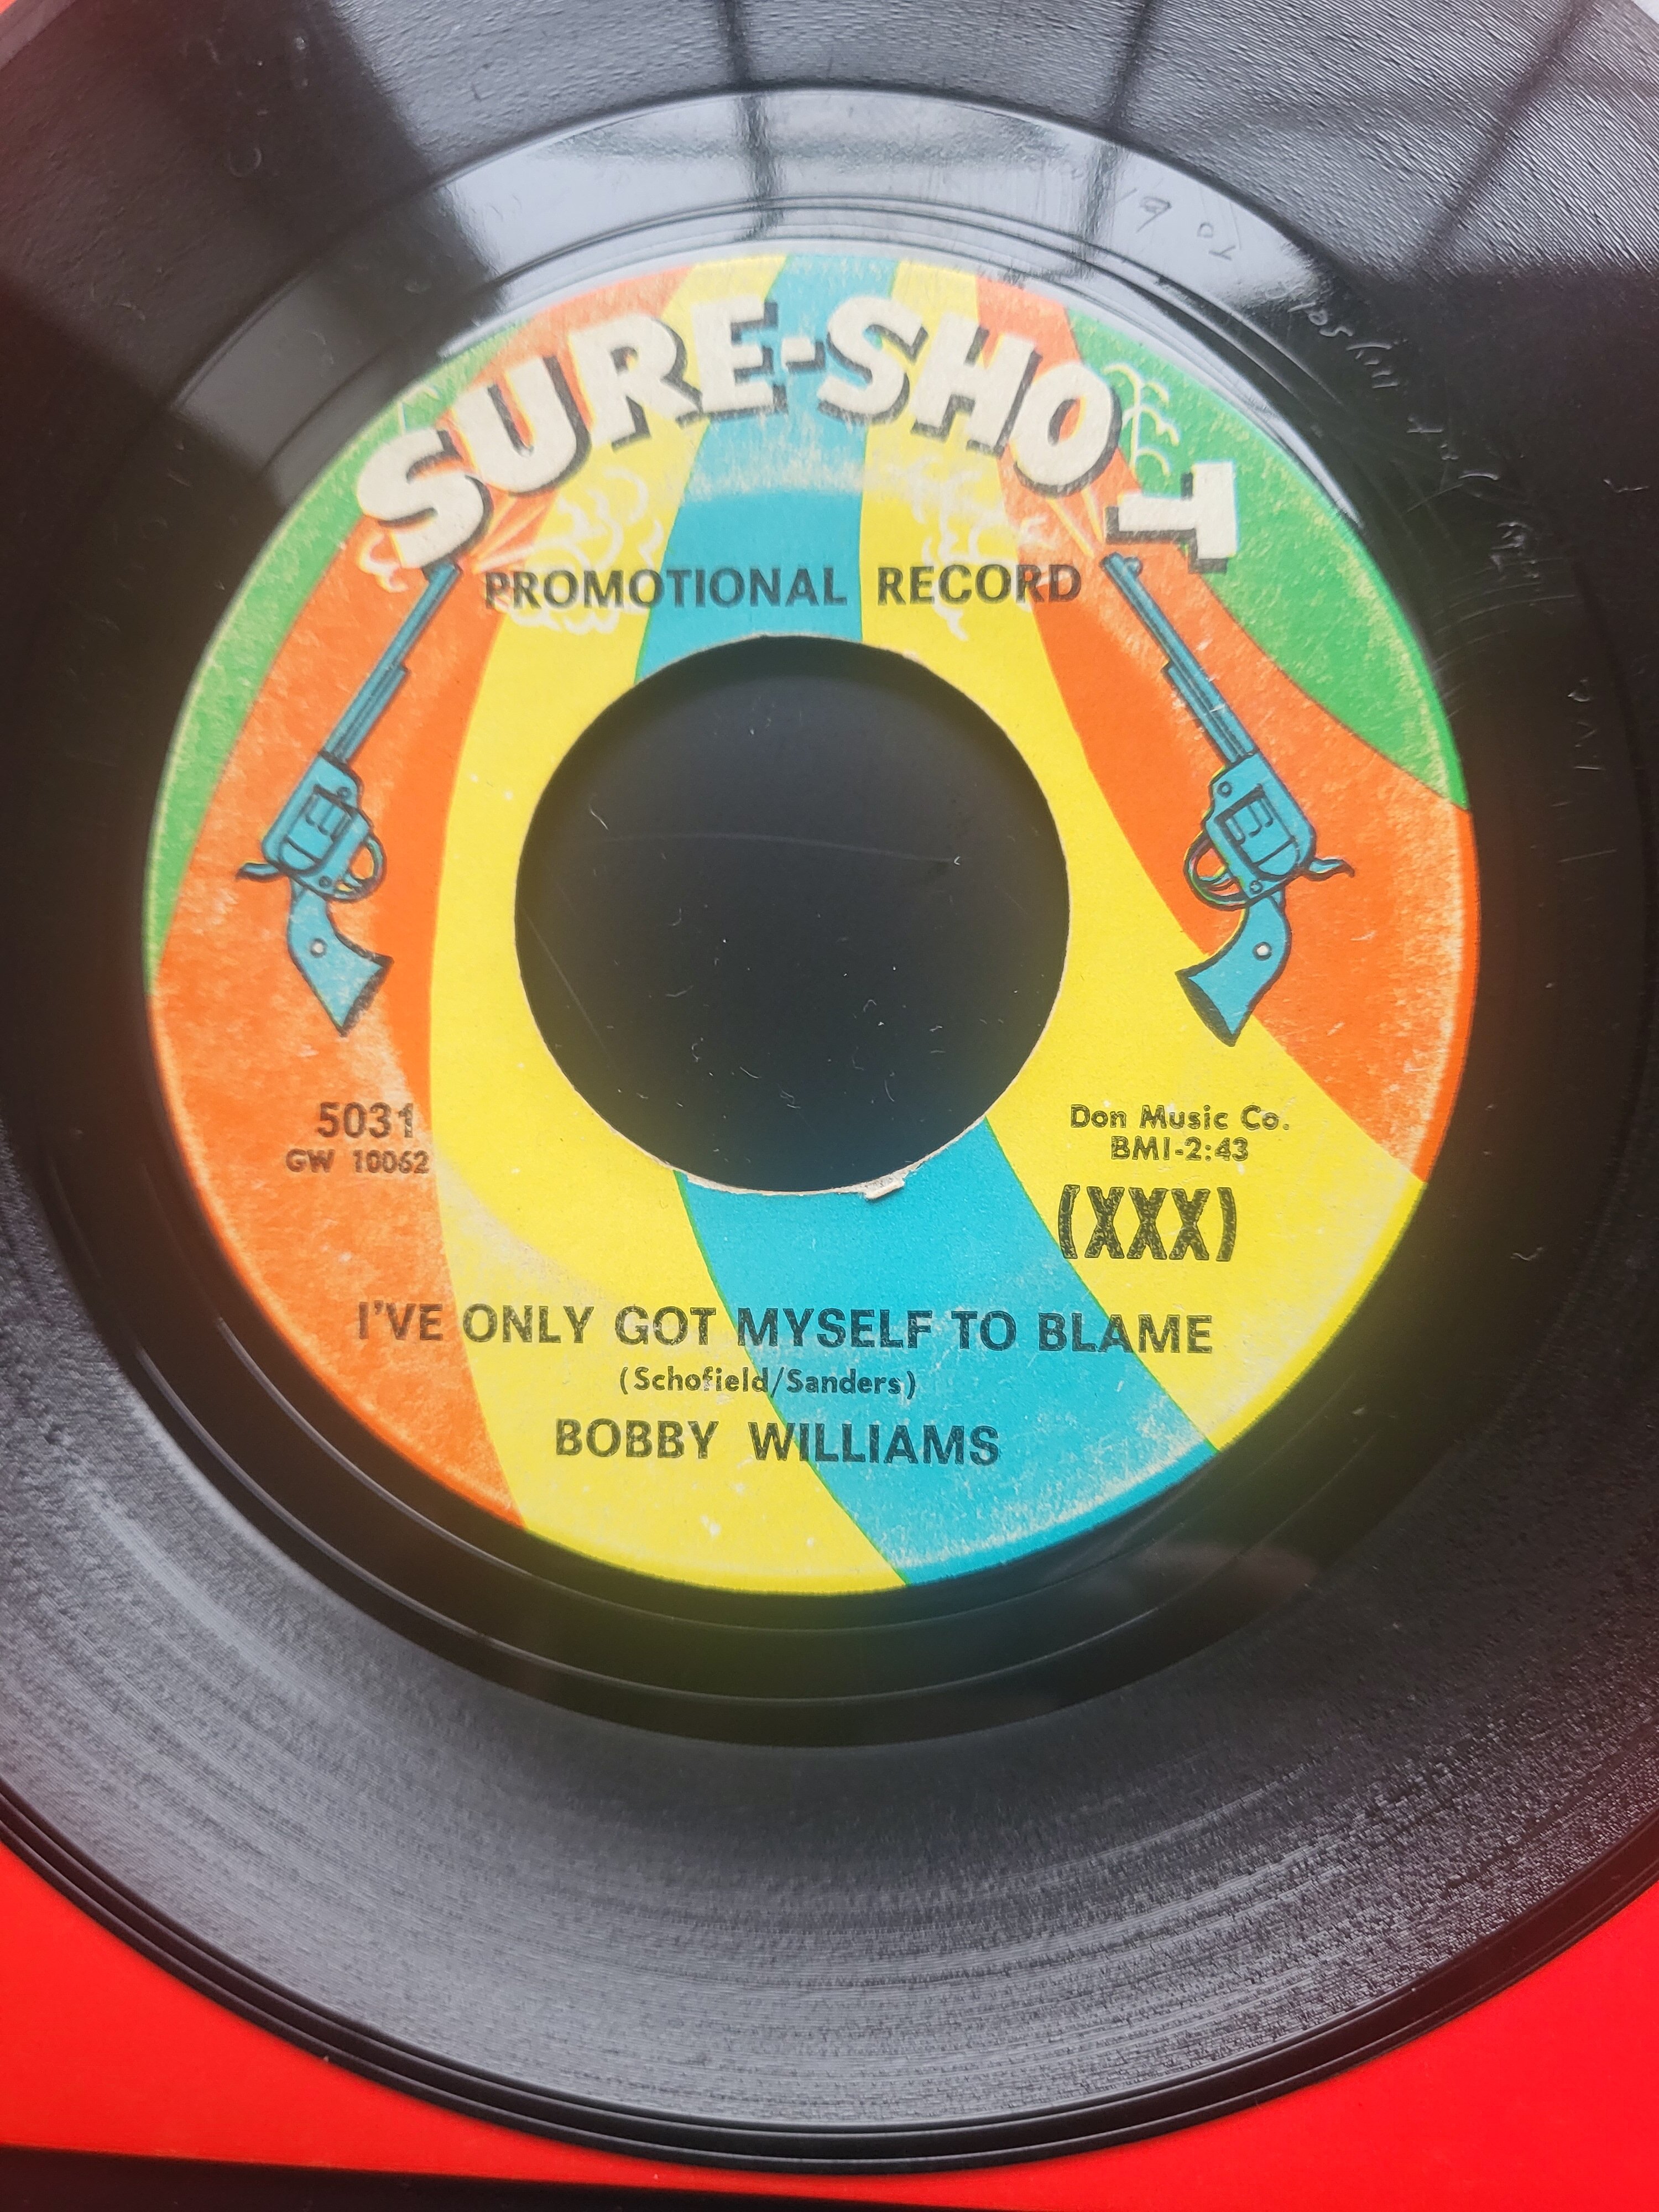 SURE-SHOT
PROMOTIONAL RECORD
5031
GW 10062
Don Music Co.
BMI-2:43
(XXX)
I'VE ONLY GOT MYSELF TO BLAME
(Schofield/Sanders)
BOBBY WILLIAMS